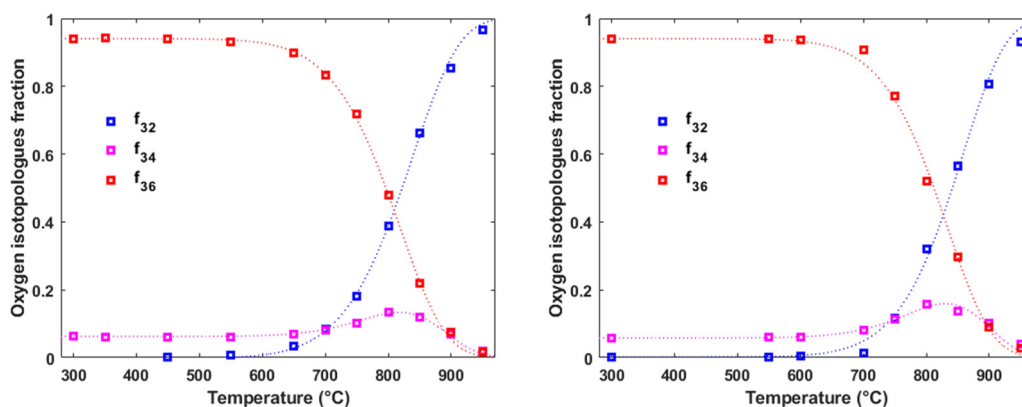 Oxygen isotopologues fraction
1
0.8
0.6
0.4
0.2
0
f32
f34
f36
300 400 500 600 700 800 900
Temperature (°C)
Oxygen isotopologues fraction
1
0.8
0.6
0.4
0.2
0
f32
f34
f36
300 400 500 600 700 800 900
Temperature (°C)